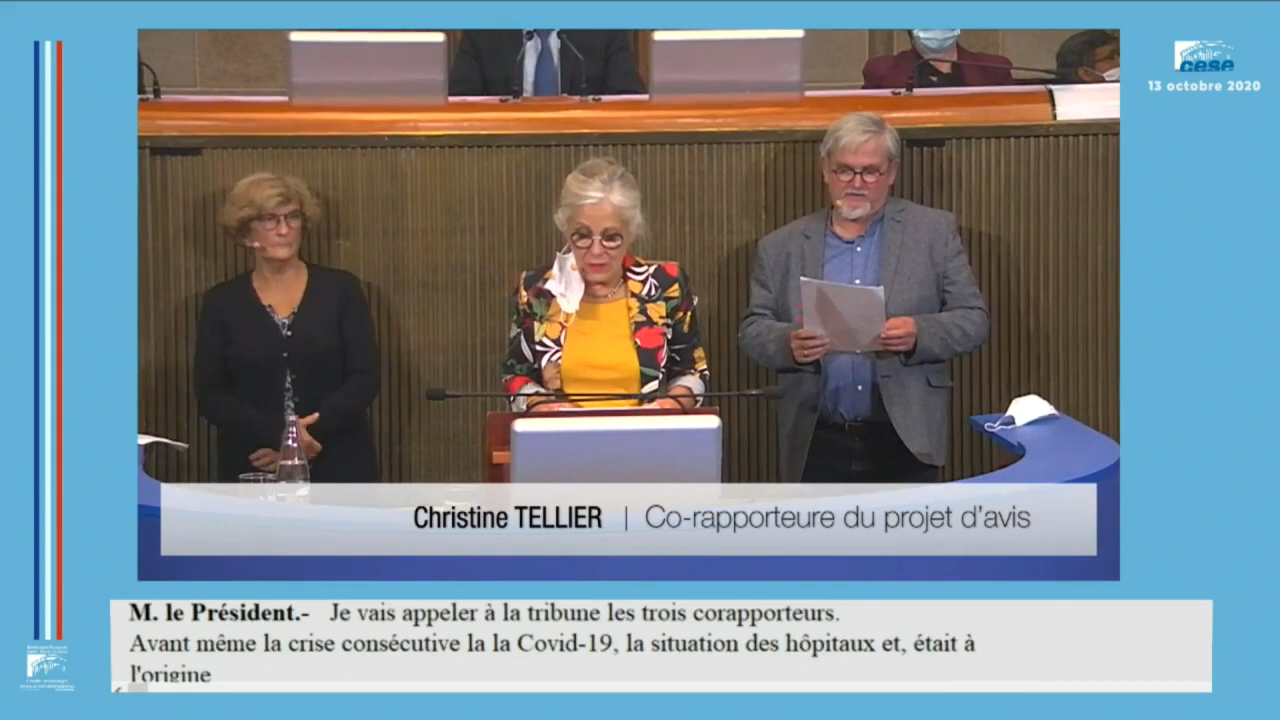 cese
13 octobre 2020
Christine TELLIER | Co-rapporteure du projet d'avis
M. le Président.- Je vais appeler à la tribune les trois corapporteurs.
Avant même la crise consécutive la la Covid-19, la situation des hôpitaux et, était à
l'origine